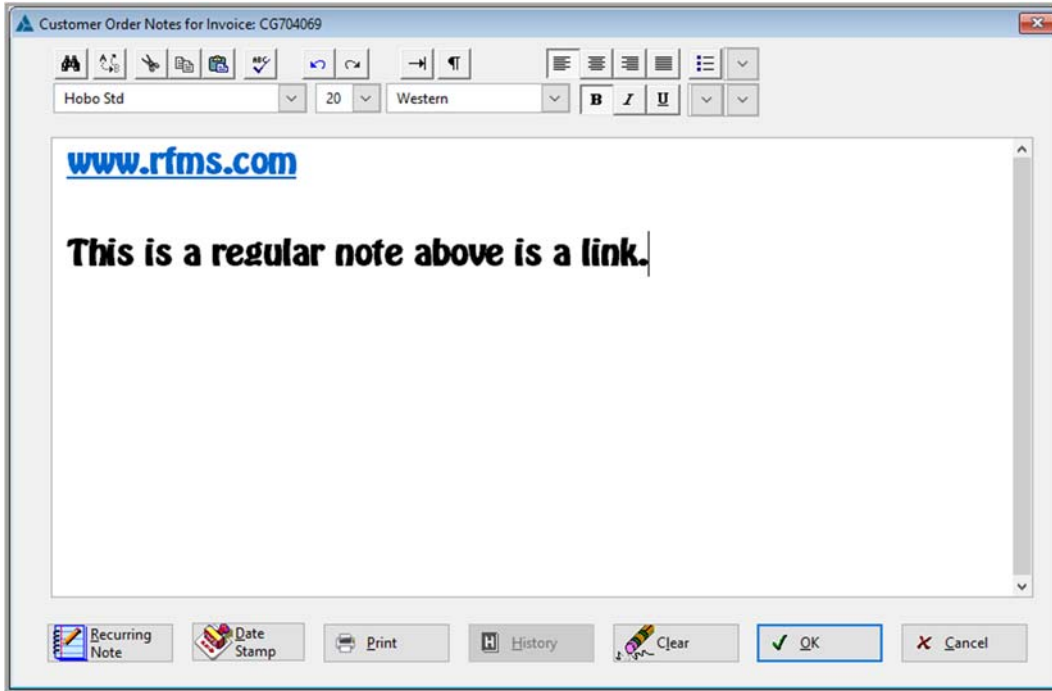 Customer Order Notes for Invoice: CG704069
ABC
Hobo Std
20
Western
B I U
www.rfms.com
This is a regular note above is a link.
Recurring
Note
Date
Stamp
Print
H History
Clear
OK
Cancel